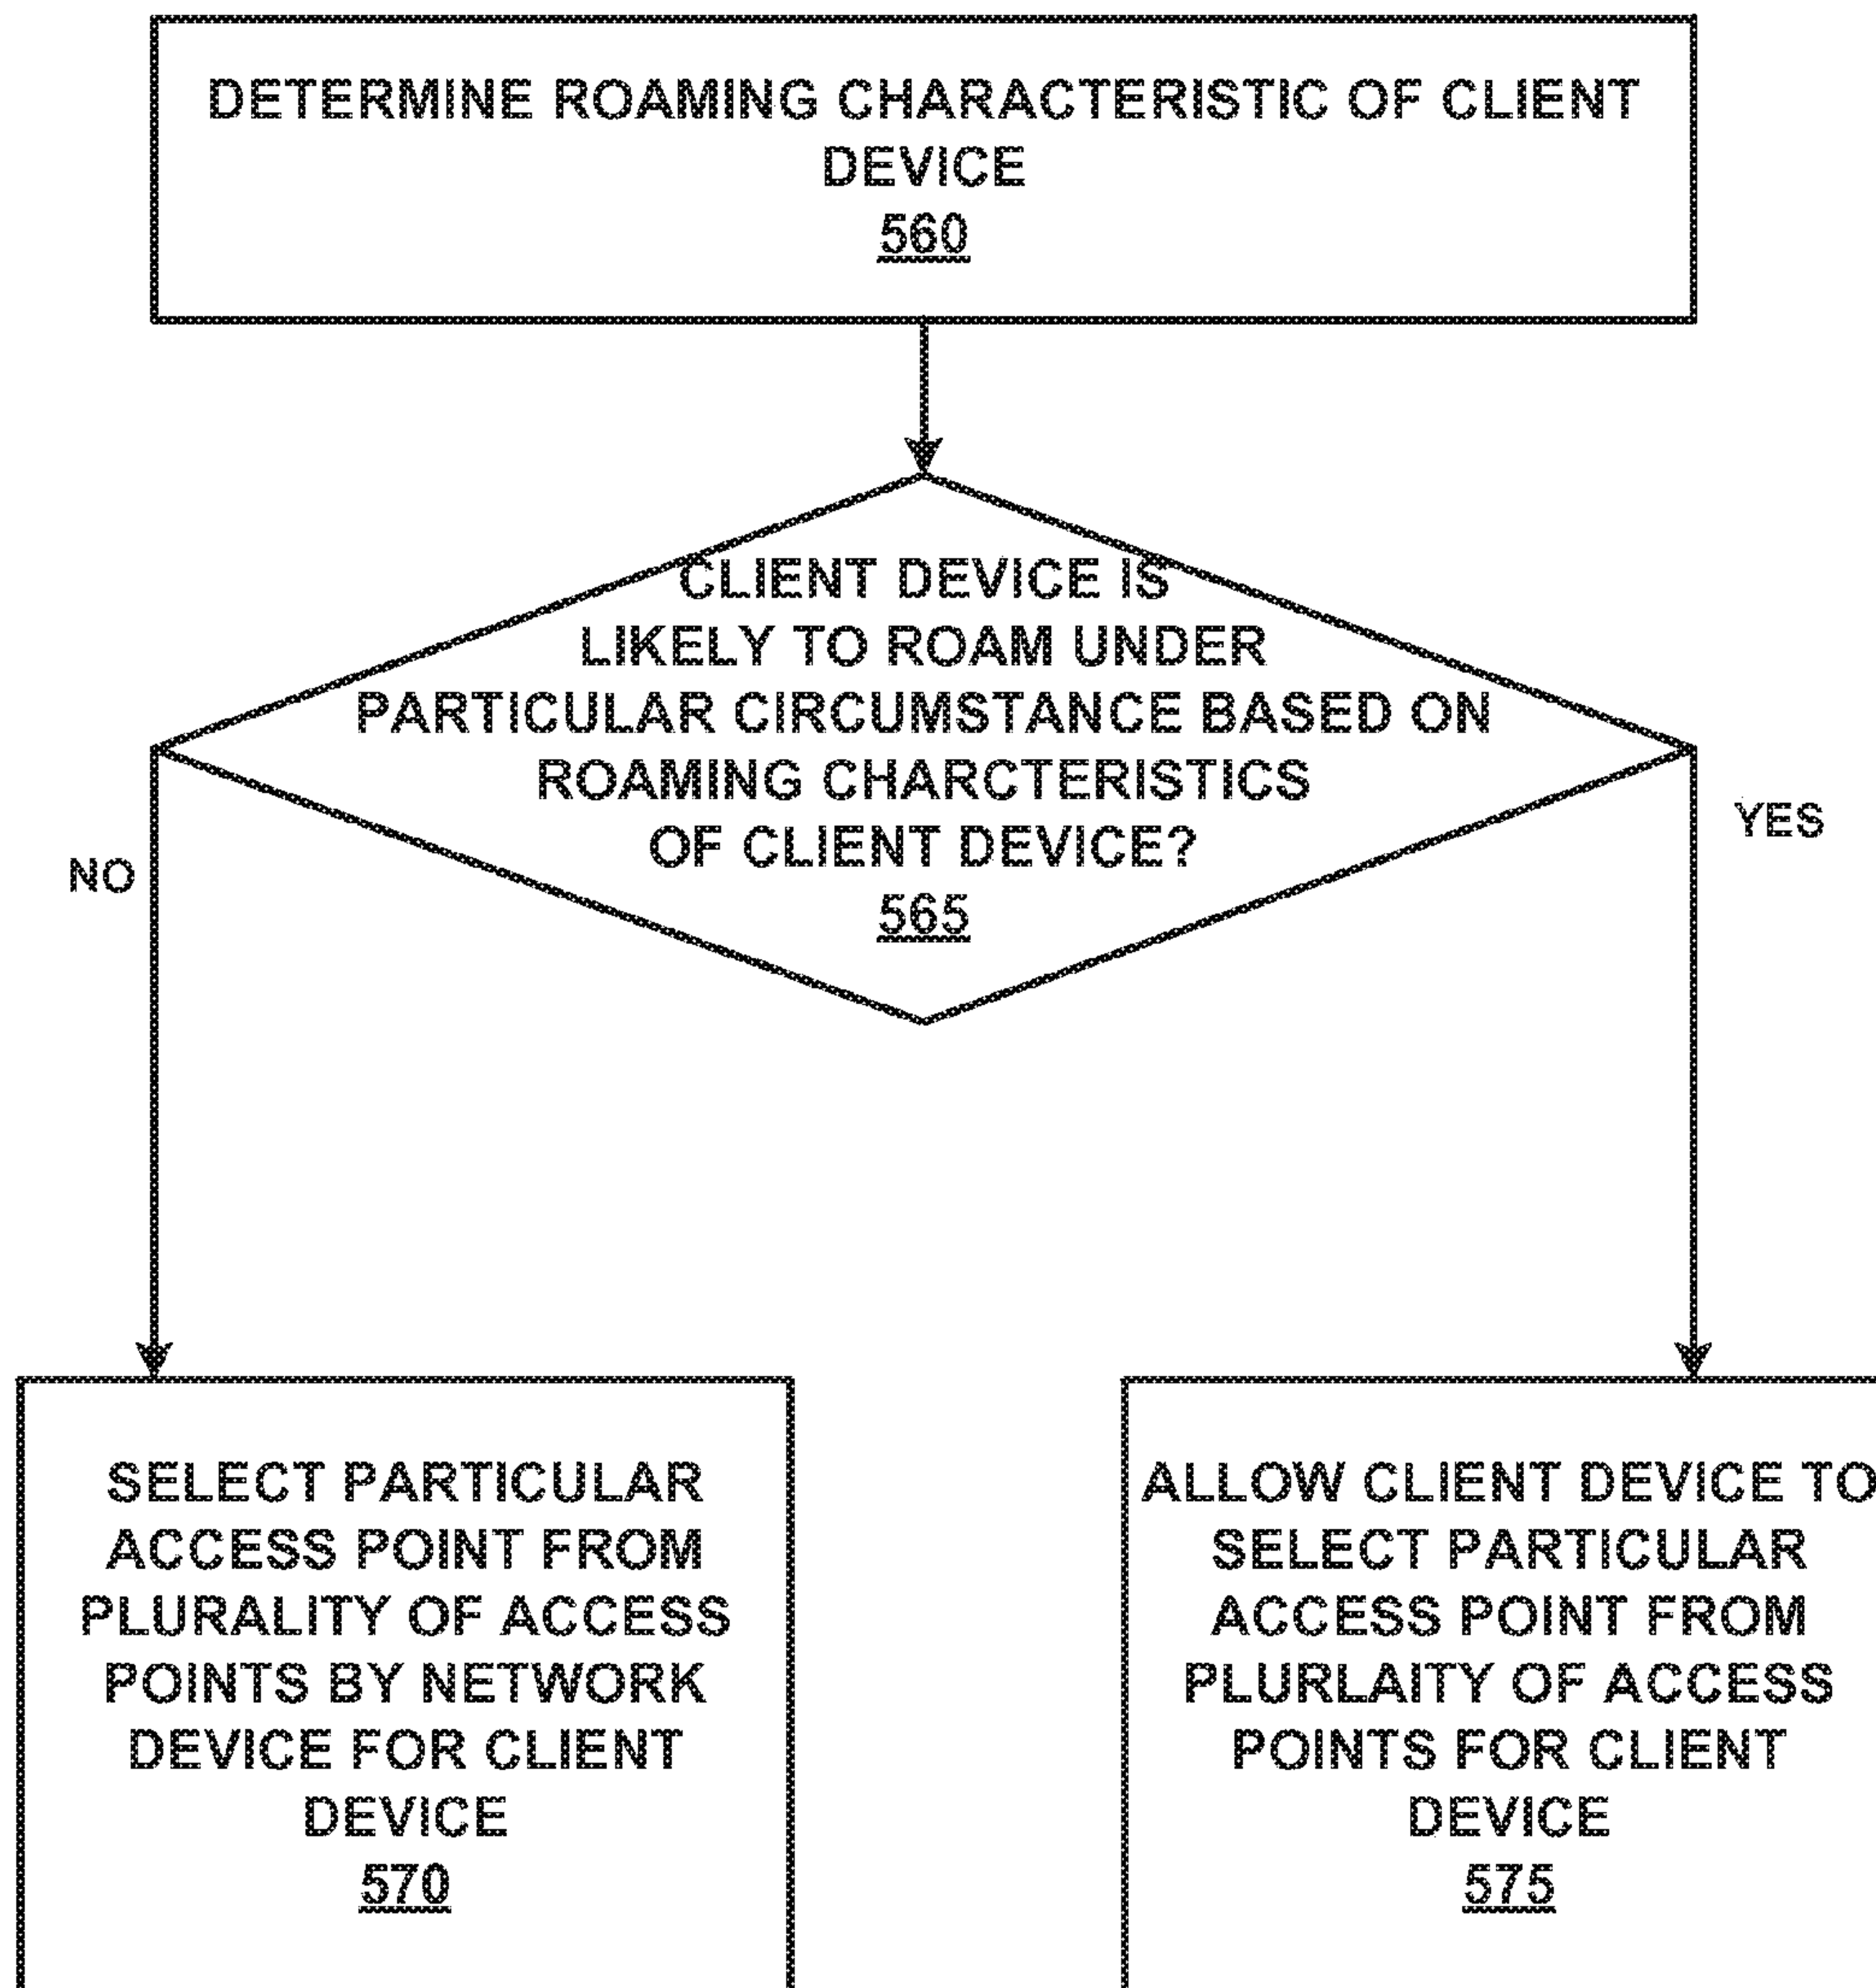 DETERMINE ROAMING CHARACTERISTIC OF CLIENT
DEVICE
560
CLIENT DEVICE IS
LIKELY TO ROAM UNDER
PARTICULAR CIRCUMSTANCE BASED ON
ROAMING CHARCTERISTICS
OF CLIENT DEVICE?
565
YES
NO
SELECT PARTICULAR
ACCESS POINT FROM
PLURALITY OF ACCESS
POINTS BY NETWORK
DEVICE FOR CLIENT
DEVICE
570
ALLOW CLIENT DEVICE TO
SELECT PARTICULAR
ACCESS POINT FROM
PLURLAITY OF ACCESS
POINTS FOR CLIENT
DEVICE
575